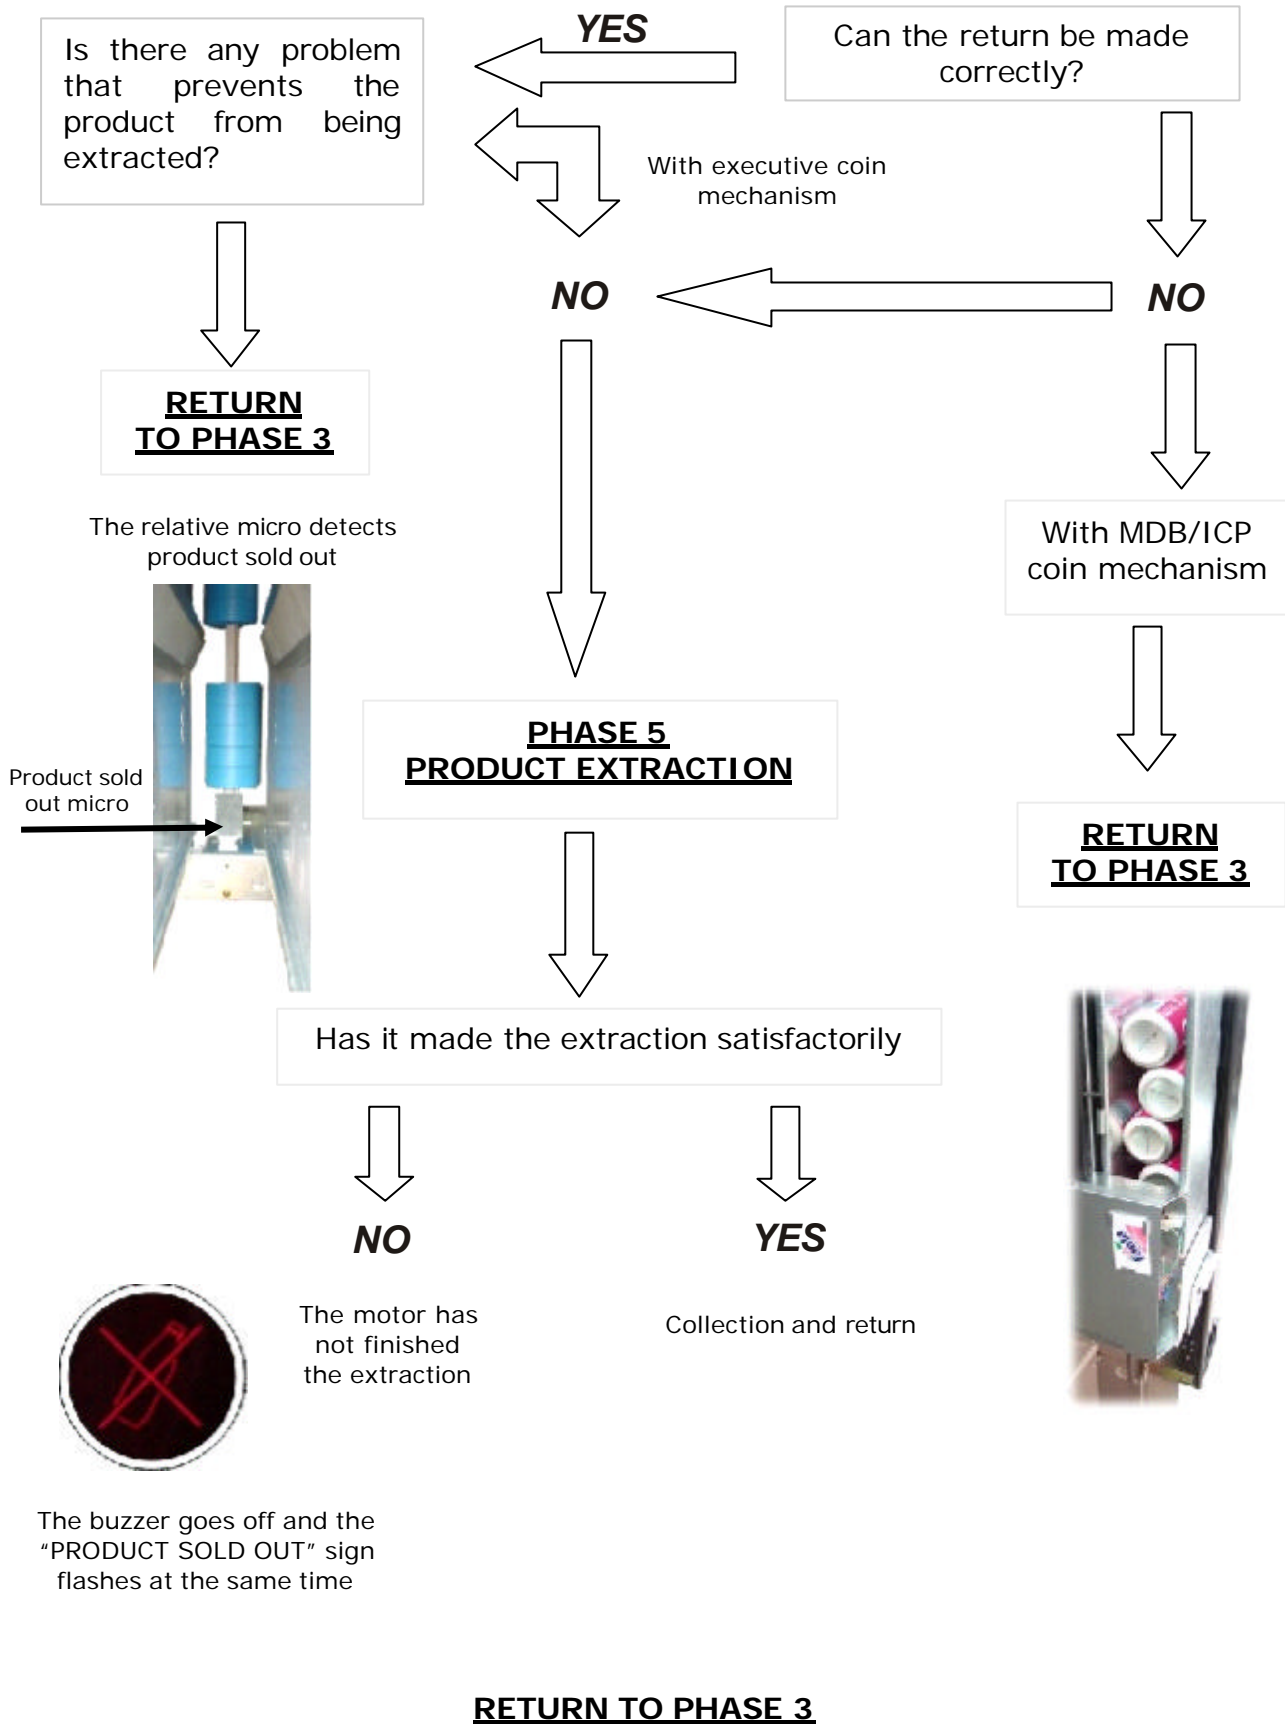 YES
Can the return be made
correctly?
Is there any problem
that prevents the
product from being
extracted?
With executive coin
mechanism
NO
NO
RETURN
TO PHASE 3
The relative micro detects
product sold out
With MDB/ICP
coin mechanism
PHASE 5
PRODUCT EXTRACTION
Product sold
out micro
RETURN
TO PHASE 3
Has it made the extraction satisfactorily
NO
YES
The motor has
not finished
the extraction
Collection and return
The buzzer goes off and the
“PRODUCT SOLD OUT” sign
flashes at the same time
RETURN TO PHASE 3